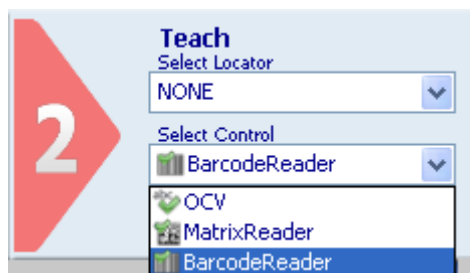 2
Teach
Select Locator
NONE
Select Control
BarcodeReader
OCV
MatrixReader
BarcodeReader